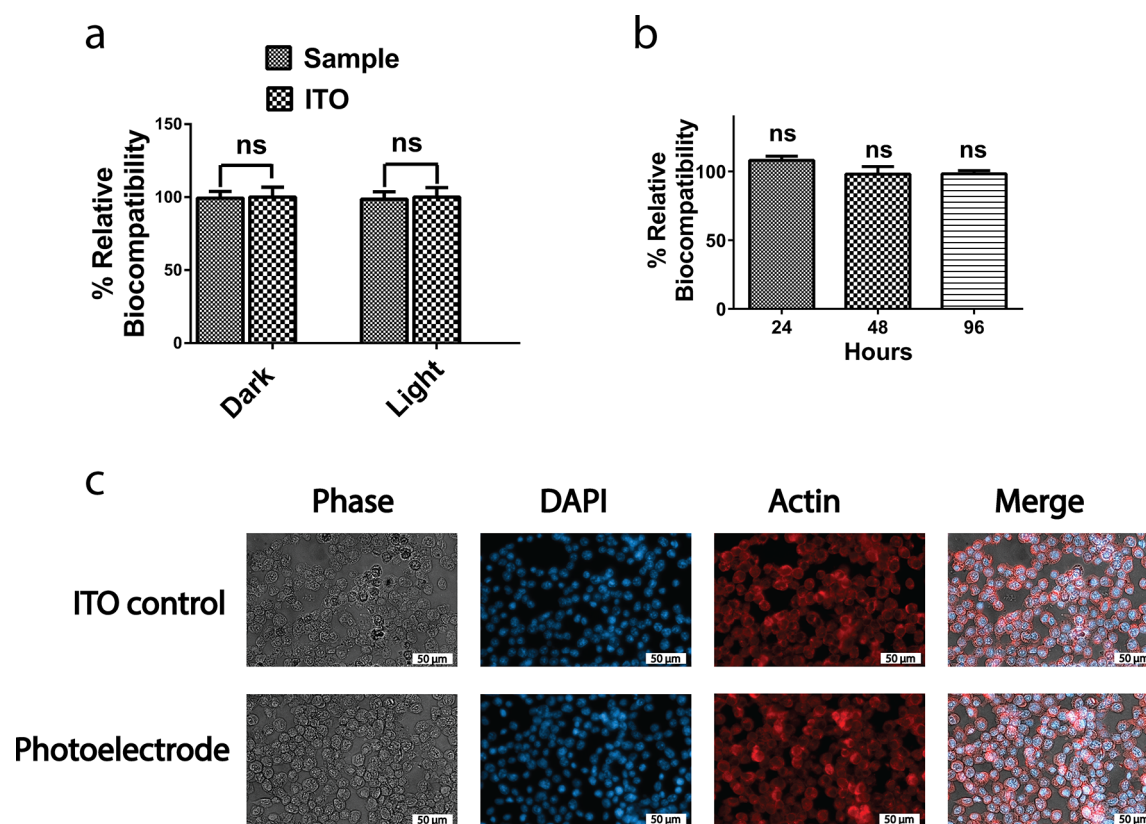 a
Sample
ITO
% Relative
Biocompatibility
150
100
50
0
ns
ns
Dark
Light
b
% Relative
Biocompatibility
100
50
0
ns
ns
ns
24
48
96
Hours
c
Phase
DAPI
Actin
Merge
ITO control
50 µm
50 µm
50 µm
50 µm
Photoelectrode
50 µm
50 µm
50 µm
50 µm